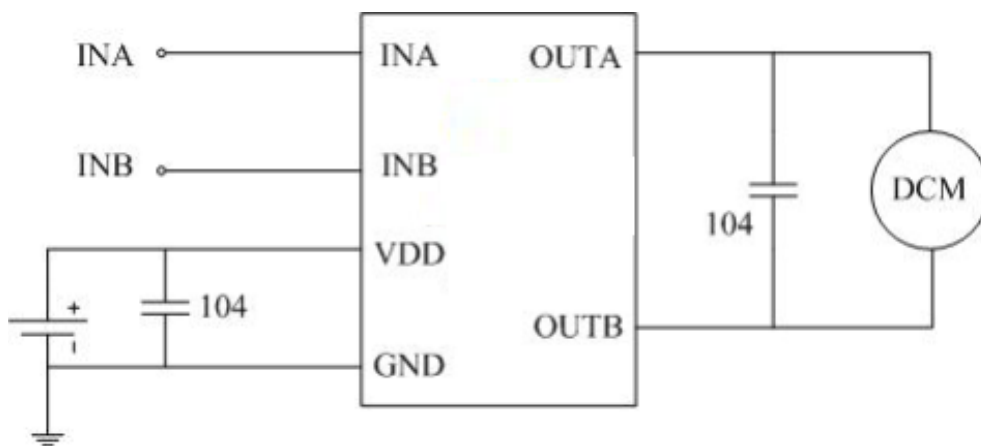 INA
INA
OUTA
INB
INB
104
DCM
VDD
+
104
-
OUTB
GND